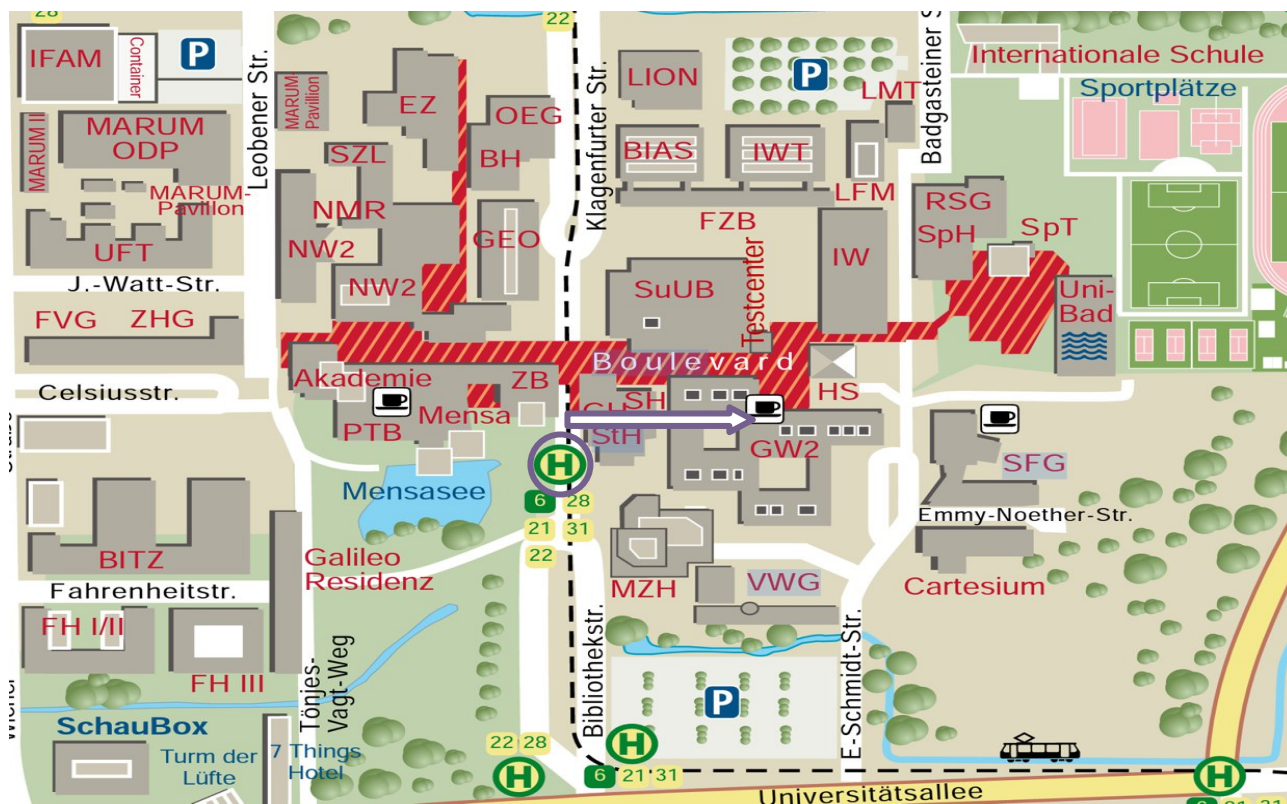 28
IFAM
Container
P
MARUM II
MARUM
ODP
MARUM-
Pavillon
UFT
Leobener Str.
MARUM
Pavillon
EZ
SZL
NMR
NW2
NW2
OEG
BH
GEO
22
Klagenfurter Str.
LION
P
BIAS
IWT
LMT
LFM
FZB
Badgasteiner S
Internationale Schule
Sportplätze
RSG
SpH
SpT
Uni-
Bad
IW
SuUB
Testcenter
Boulevard
HS
J.-Watt-Str.
FVG ZHG
Celsiusstr.
Akademie
ZB
Mensa
PTB
SH
StH
GW2
H
Mensasee
6 28
21 31
22
SFG
Emmy-Noether-Str.
Cartesium
BITZ
Galileo
Residenz
Fahrenheitstr.
MZH
VWG
FH I/II
FH III
Tönjes-
Vagt-Weg
Bibliothekstr.
E-Schmidt-Str.
P
SchauBox
Turm der
Lüfte
7 Things
Hotel
22 28
H
H
6 21 31
H
Universitätsallee